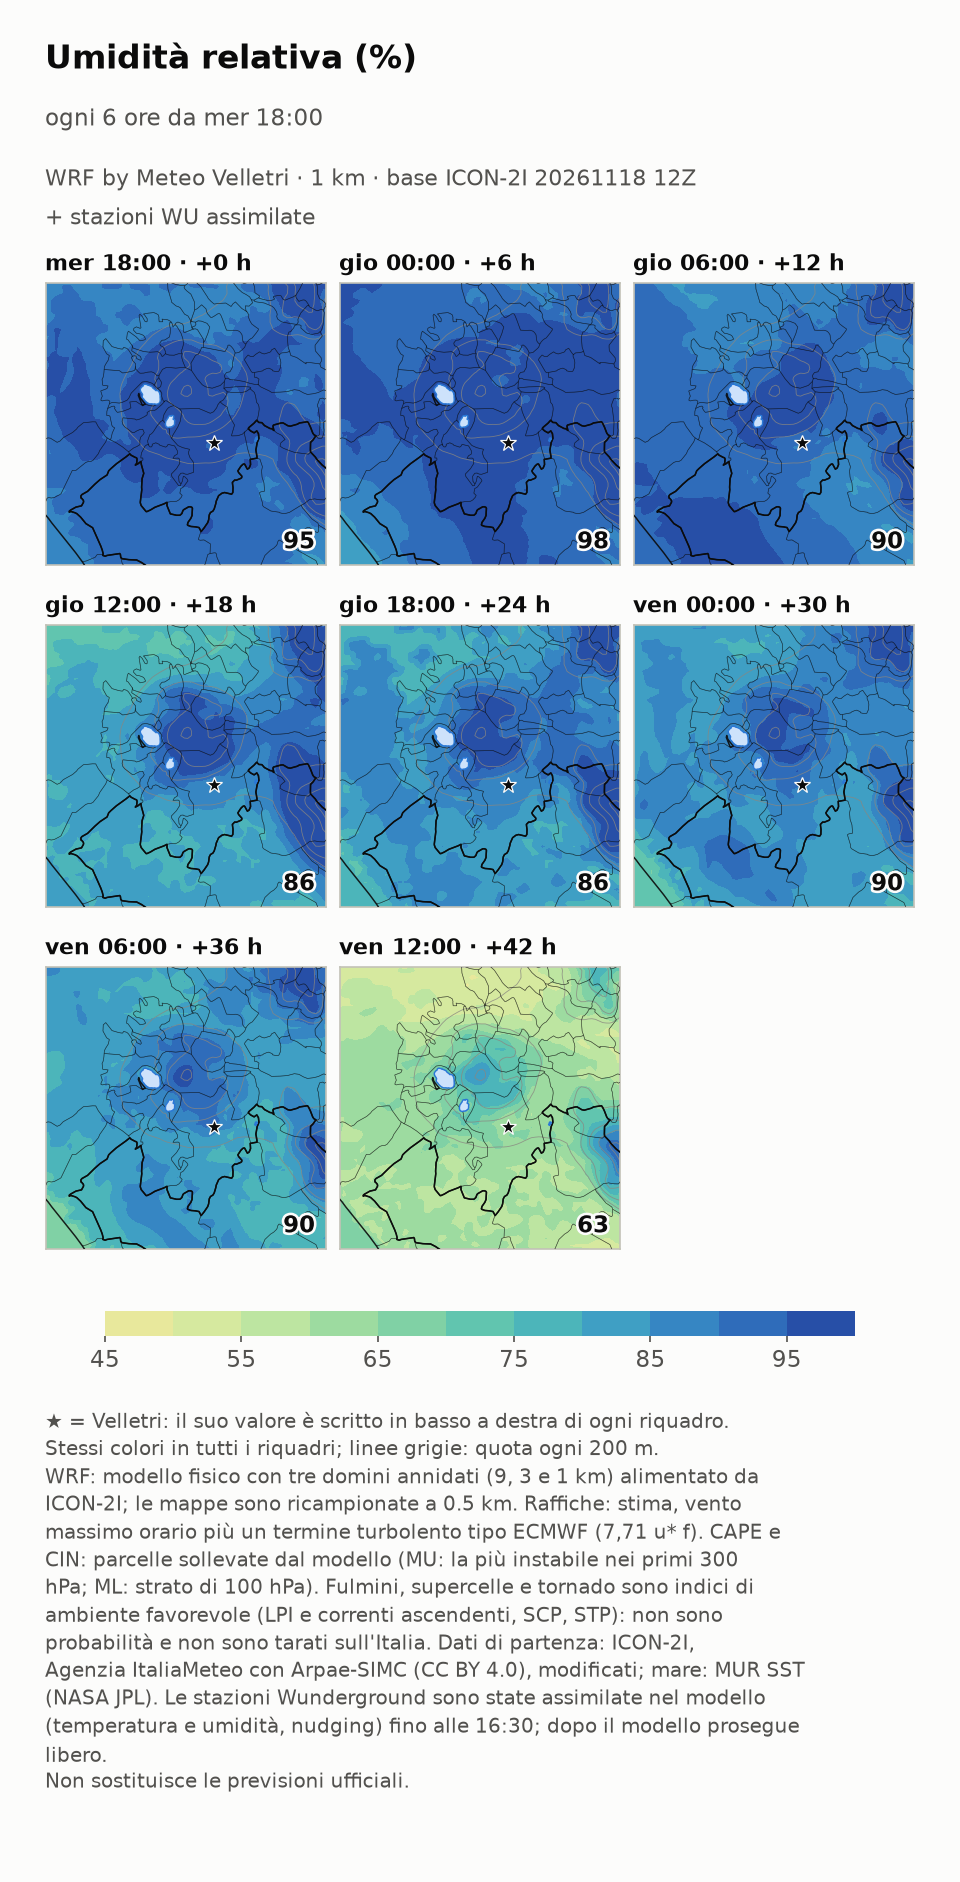 Umidità relativa (%)
ogni 6 ore da mer 18:00
WRF by Meteo Velletri · 1 km · base ICON-2I 20261118 12Z
+ stazioni WU assimilate
mer 18:00 · +0 h
gio 00:00 · +6 h
gio 06:00 · +12 h
95
98
90
gio 12:00 · +18 h
gio 18:00 · +24 h
ven 00:00 · +30 h
86
86
90
ven 06:00 · +36 h
ven 12:00 · +42 h
90
63
45 55 65 75 85 95
★ = Velletri: il suo valore è scritto in basso a destra di ogni riquadro.
Stessi colori in tutti i riquadri; linee grigie: quota ogni 200 m.
WRF: modello fisico con tre domini annidati (9, 3 e 1 km) alimentato da
ICON-2I; le mappe sono ricampionate a 0.5 km. Raffiche: stima, vento
massimo orario più un termine turbolento tipo ECMWF (7,71 u* f). CAPE e
CIN: parcelle sollevate dal modello (MU: la più instabile nei primi 300
hPa; ML: strato di 100 hPa). Fulmini, supercelle e tornado sono indici di
ambiente favorevole (LPI e correnti ascendenti, SCP, STP): non sono
probabilità e non sono tarati sull'Italia. Dati di partenza: ICON-2I,
Agenzia ItaliaMeteo con Arpae-SIMC (CC BY 4.0), modificati; mare: MUR SST
(NASA JPL). Le stazioni Wunderground sono state assimilate nel modello
(temperatura e umidità, nudging) fino alle 16:30; dopo il modello prosegue
libero.
Non sostituisce le previsioni ufficiali.